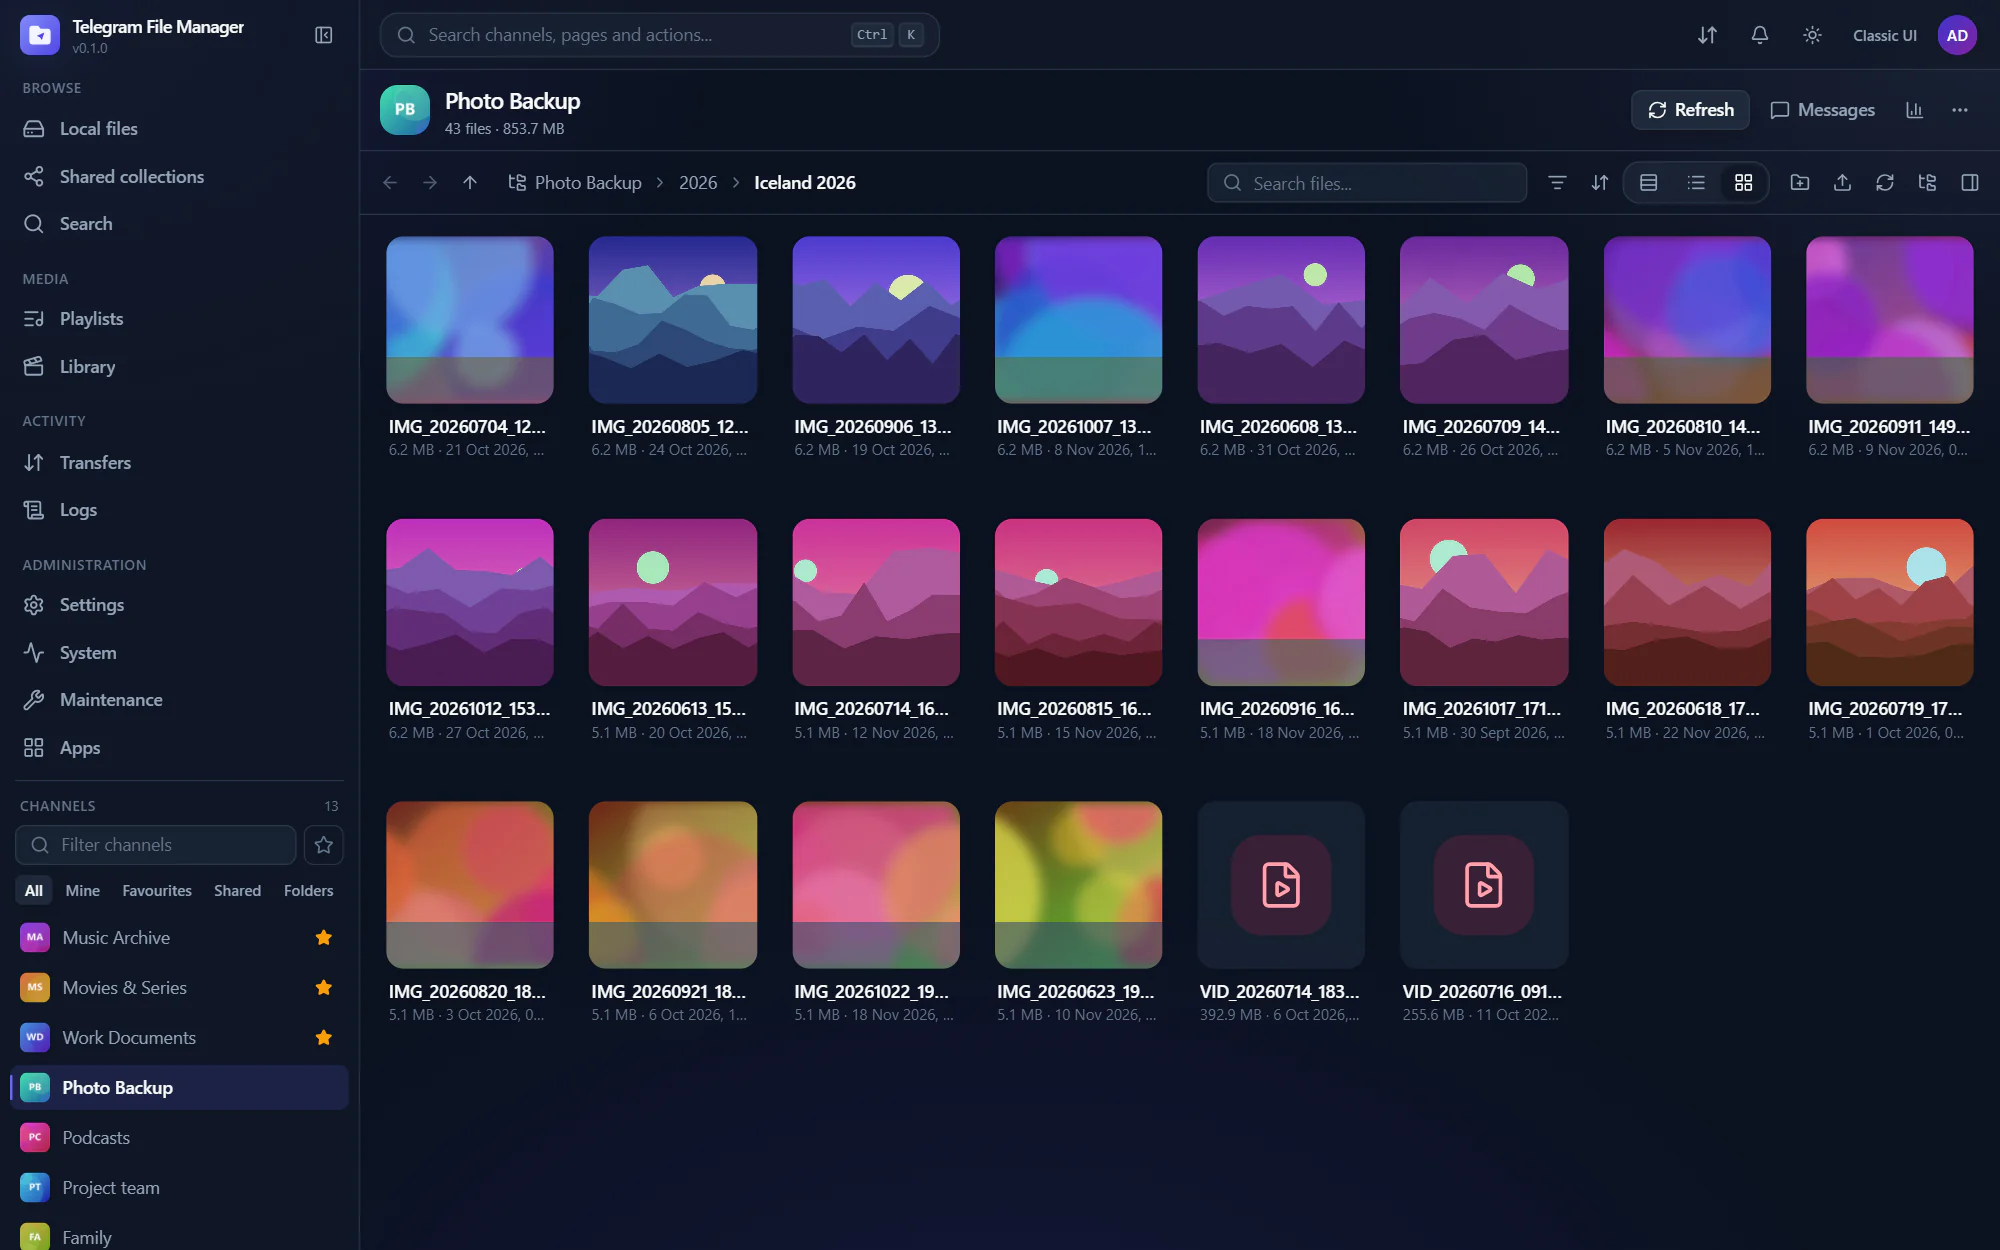 Telegram File Manager
v0.1.0
BROWSE
Local files
Shared collections
Search
MEDIA
Playlists
Library
ACTIVITY
Transfers
Logs
ADMINISTRATION
Settings
System
Maintenance
Apps
CHANNELS 13
Filter channels
All Mine Favourites Shared Folders
MA Music Archive
MS Movies & Series
WD Work Documents
PB Photo Backup
PC Podcasts
PT Project team
FA Family
Search channels, pages and actions... Ctrl K
Classic UI AD
PB Photo Backup
43 files · 853.7 MB
Refresh Messages
Photo Backup 2026 Iceland 2026
Search files...
IMG_20260704_12... IMG_20260805_12... IMG_20260906_13... IMG_20261007_13... IMG_20260608_13... IMG_20260709_14... IMG_20260810_14... IMG_20260911_149...
6.2 MB · 21 Oct 2026, ... 6.2 MB · 24 Oct 2026, ... 6.2 MB · 19 Oct 2026, ... 6.2 MB · 8 Nov 2026, 1... 6.2 MB · 31 Oct 2026, ... 6.2 MB · 26 Oct 2026, ... 6.2 MB · 5 Nov 2026, 1... 6.2 MB · 9 Nov 2026, 0...
IMG_20261012_153... IMG_20260613_15... IMG_20260714_16... IMG_20260815_16... IMG_20260916_16... IMG_20261017_171... IMG_20260618_17... IMG_20260719_17...
6.2 MB · 27 Oct 2026, ... 5.1 MB · 20 Oct 2026, ... 5.1 MB · 12 Nov 2026, ... 5.1 MB · 15 Nov 2026, ... 5.1 MB · 18 Nov 2026, ... 5.1 MB · 30 Sept 2026, ... 5.1 MB · 22 Nov 2026, ... 5.1 MB · 1 Oct 2026, 0...
IMG_20260820_18... IMG_20260921_18... IMG_20261022_19... IMG_20260623_19... VID_20260714_183... VID_20260716_091...
5.1 MB · 3 Oct 2026, 0... 5.1 MB · 6 Oct 2026, 1... 5.1 MB · 18 Nov 2026, ... 5.1 MB · 10 Nov 2026, ... 392.9 MB · 6 Oct 2026,... 255.6 MB · 11 Oct 202...